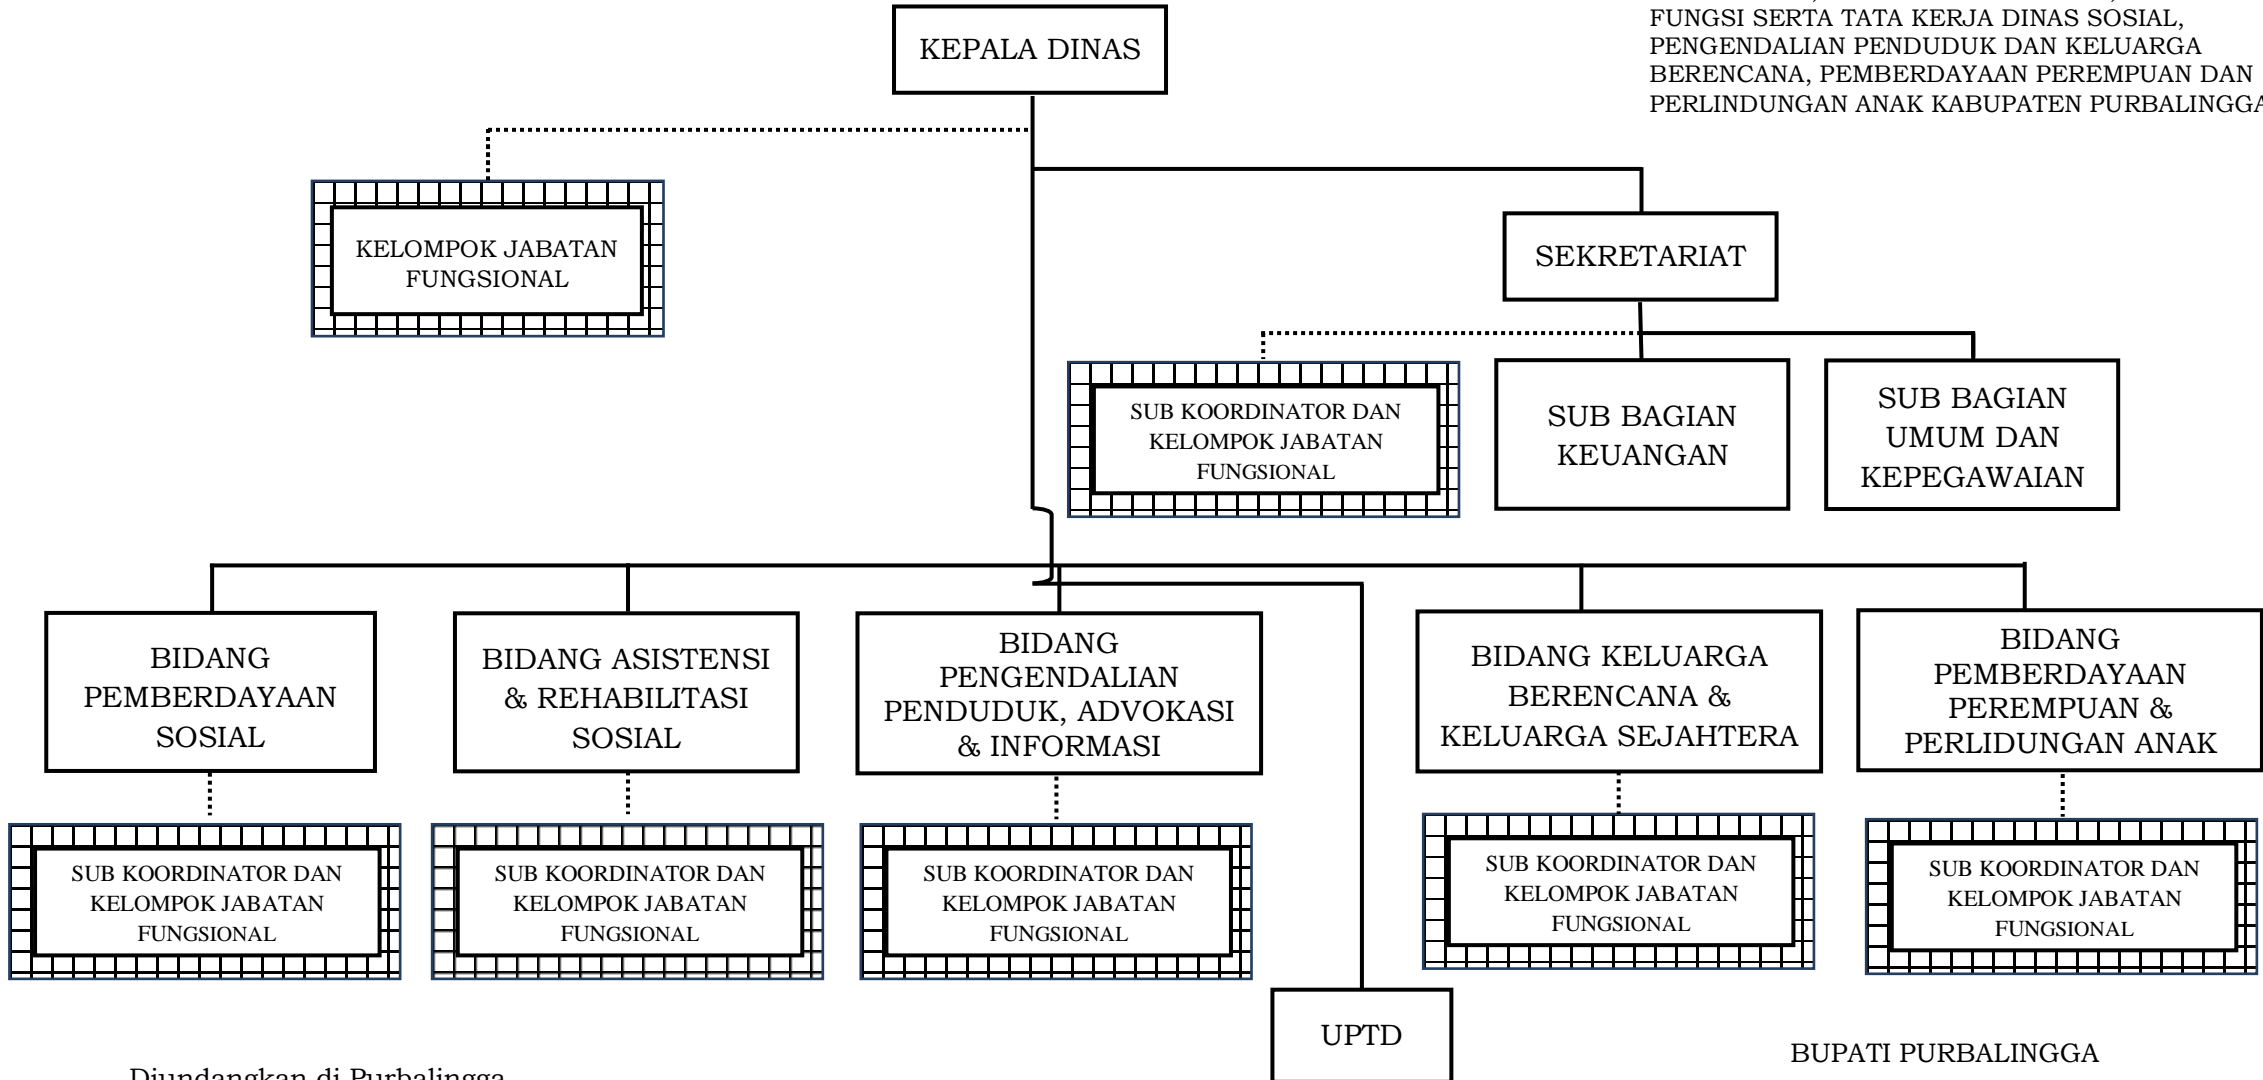 FUNGSI SERTA TATA KERJA DINAS SOSIAL,
PENGENDALIAN PENDUDUK DAN KELUARGA
BERENCANA, PEMBERDAYAAN PEREMPUAN DAN
PERLINDUNGAN ANAK KABUPATEN PURBALINGGA
KEPALA DINAS
KELOMPOK JABATAN
FUNGSIONAL
SEKRETARIAT
SUB KOORDINATOR DAN
KELOMPOK JABATAN
FUNGSIONAL
SUB BAGIAN
KEUANGAN
SUB BAGIAN
UMUM DAN
KEPEGAWAIAN
BIDANG
PEMBERDAYAAN
SOSIAL
BIDANG ASISTENSI
& REHABILITASI
SOSIAL
BIDANG
PENGENDALIAN
PENDUDUK, ADVOKASI
& INFORMASI
BIDANG KELUARGA
BERENCANA &
KELUARGA SEJAHTERA
BIDANG
PEMBERDAYAAN
PEREMPUAN &
PERLIDUNGAN ANAK
SUB KOORDINATOR DAN
KELOMPOK JABATAN
FUNGSIONAL
SUB KOORDINATOR DAN
KELOMPOK JABATAN
FUNGSIONAL
SUB KOORDINATOR DAN
KELOMPOK JABATAN
FUNGSIONAL
SUB KOORDINATOR DAN
KELOMPOK JABATAN
FUNGSIONAL
SUB KOORDINATOR DAN
KELOMPOK JABATAN
FUNGSIONAL
UPTD
BUPATI PURBALINGGA
Diundangkan di Purbalingga